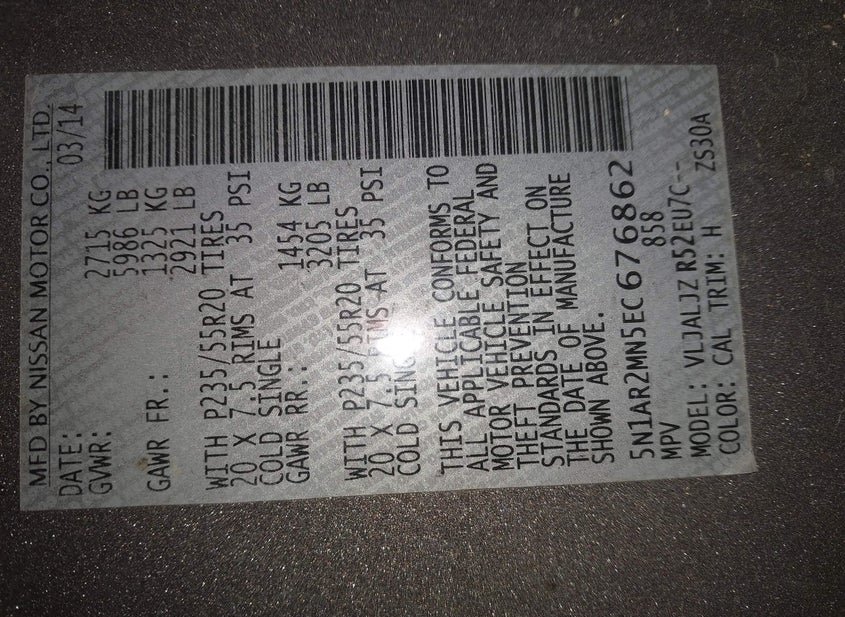 MFD BY NISSAN MOTOR CO., LTD.
DATE: 03/14
GVWR: 2715 KG
5986 LB
GAWR FR.: 1325 KG
2921 LB
WITH P235/55R20 TIRES
20 X 7.5 RIMS AT 35 PSI
COLD SINGLE
GAWR RR.: 1454 KG
3205 LB
WITH P235/55R20 TIRES
20 X 7.5 RIMS AT 35 PSI
COLD SINGLE
THIS VEHICLE CONFORMS TO
ALL APPLICABLE FEDERAL
MOTOR VEHICLE SAFETY AND
THEFT PREVENTION
STANDARDS IN EFFECT ON
THE DATE OF MANUFACTURE
SHOWN ABOVE.
5N1AR2MN5EC676862
MPV 858
MODEL: VLJALJZ R52EU7C--
COLOR: CAL TRIM: H ZS30A